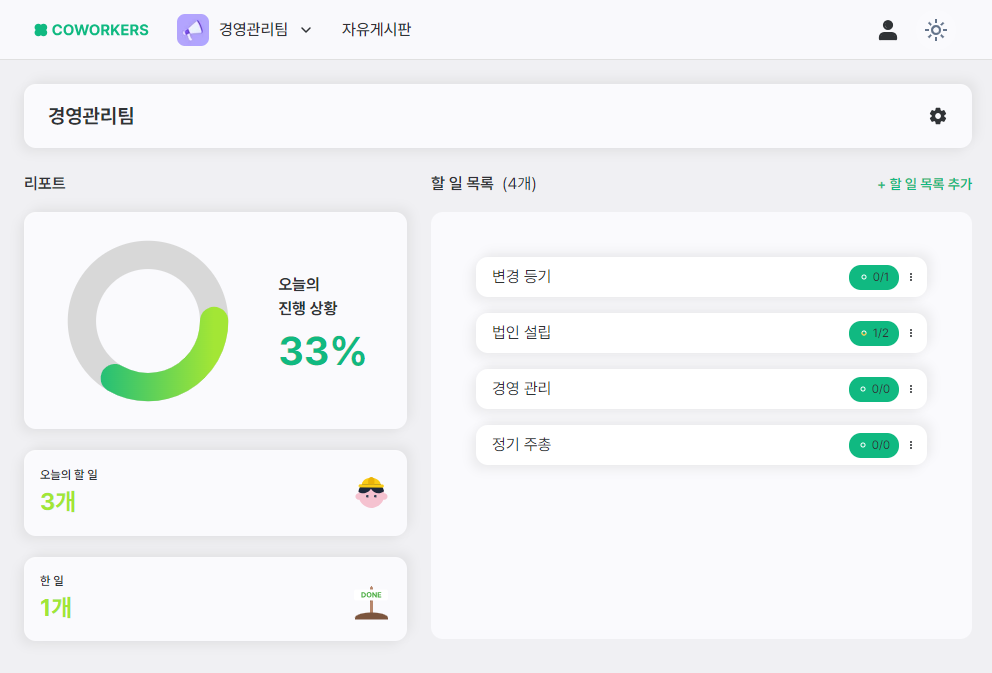 COWORKERS
경영관리팀
자유게시판
경영관리팀
리포트
오늘의
진행 상황
33%
오늘의 할 일
3개
한 일
1개
DONE
할 일 목록 (4개)
+ 할 일 목록 추가
변경 등기
0/1
법인 설립
1/2
경영 관리
0/0
정기 주총
0/0